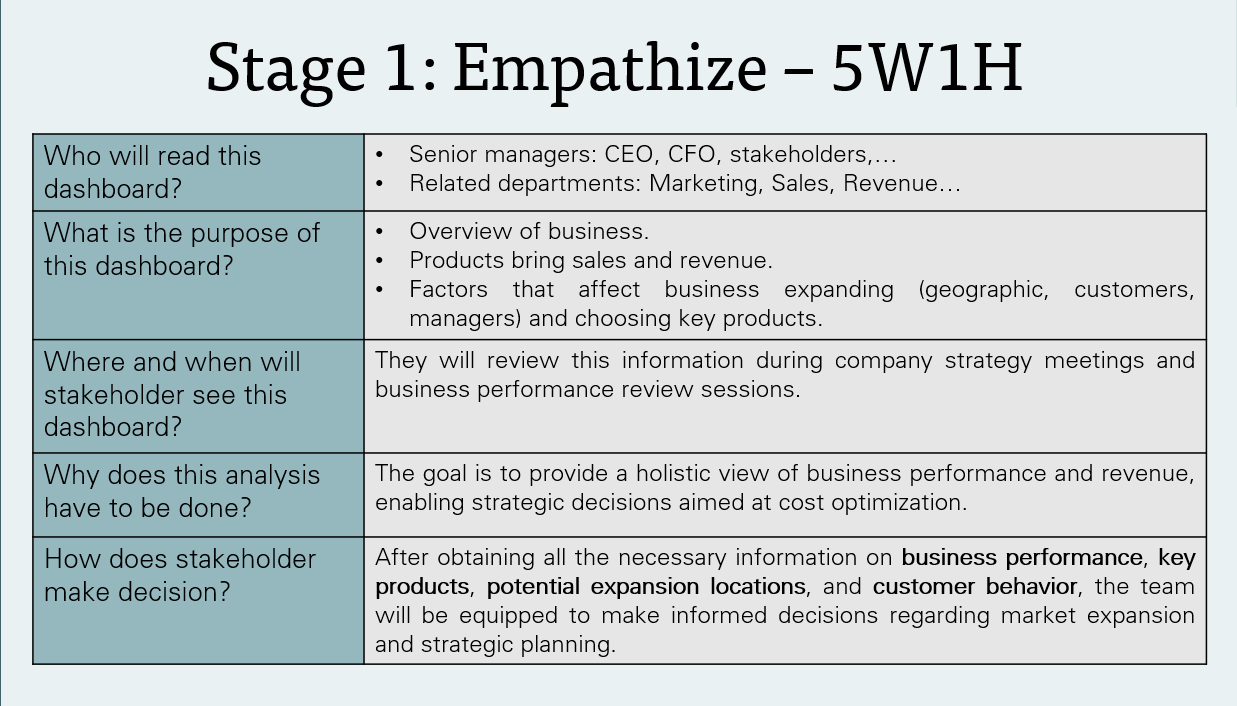 Stage 1: Empathize – 5W1H
Who will read this
dashboard?
• Senior managers: CEO, CFO, stakeholders,…
• Related departments: Marketing, Sales, Revenue…
What is the purpose of
this dashboard?
• Overview of business.
• Products bring sales and revenue.
• Factors that affect business expanding (geographic, customers,
managers) and choosing key products.
Where and when will
stakeholder see this
dashboard?
They will review this information during company strategy meetings and
business performance review sessions.
Why does this analysis
have to be done?
The goal is to provide a holistic view of business performance and revenue,
enabling strategic decisions aimed at cost optimization.
How does stakeholder
make decision?
After obtaining all the necessary information on business performance, key
products, potential expansion locations, and customer behavior, the team
will be equipped to make informed decisions regarding market expansion
and strategic planning.